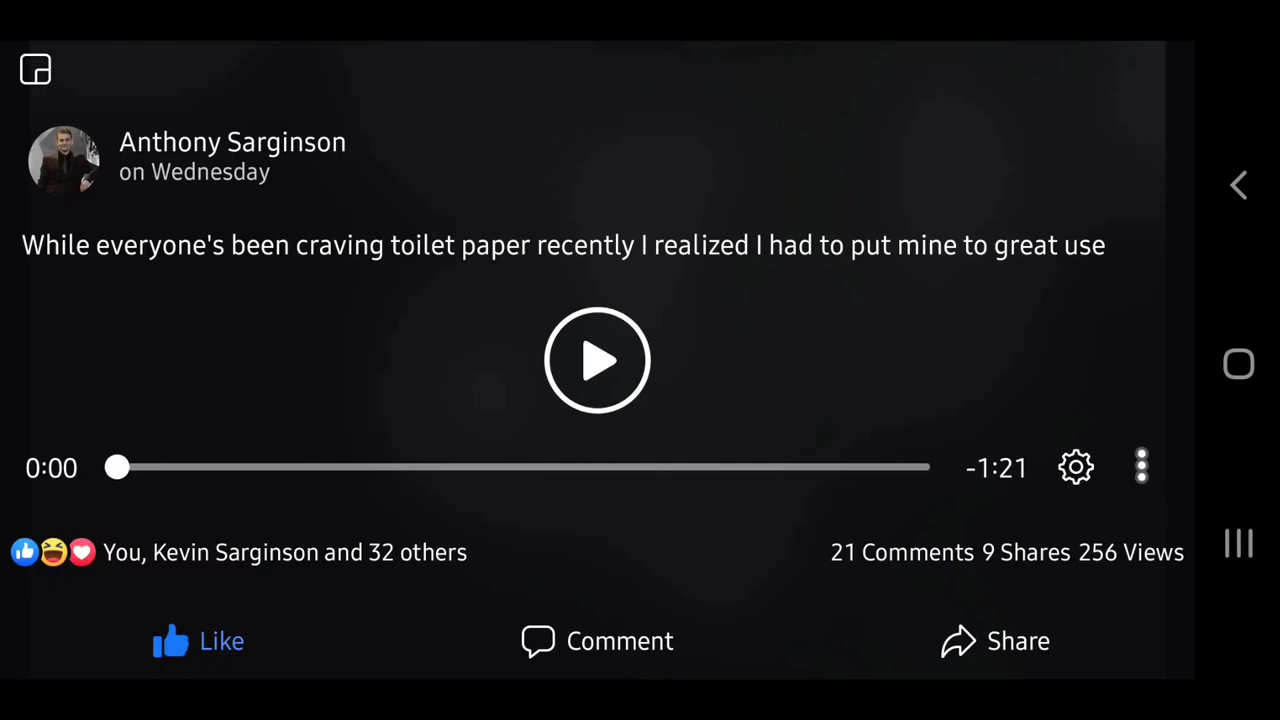 Anthony Sarginson
on Wednesday
While everyone's been craving toilet paper recently I realized I had to put mine to great use
0:00
-1:21
You, Kevin Sarginson and 32 others
21 Comments 9 Shares 256 Views
Like
Comment
Share